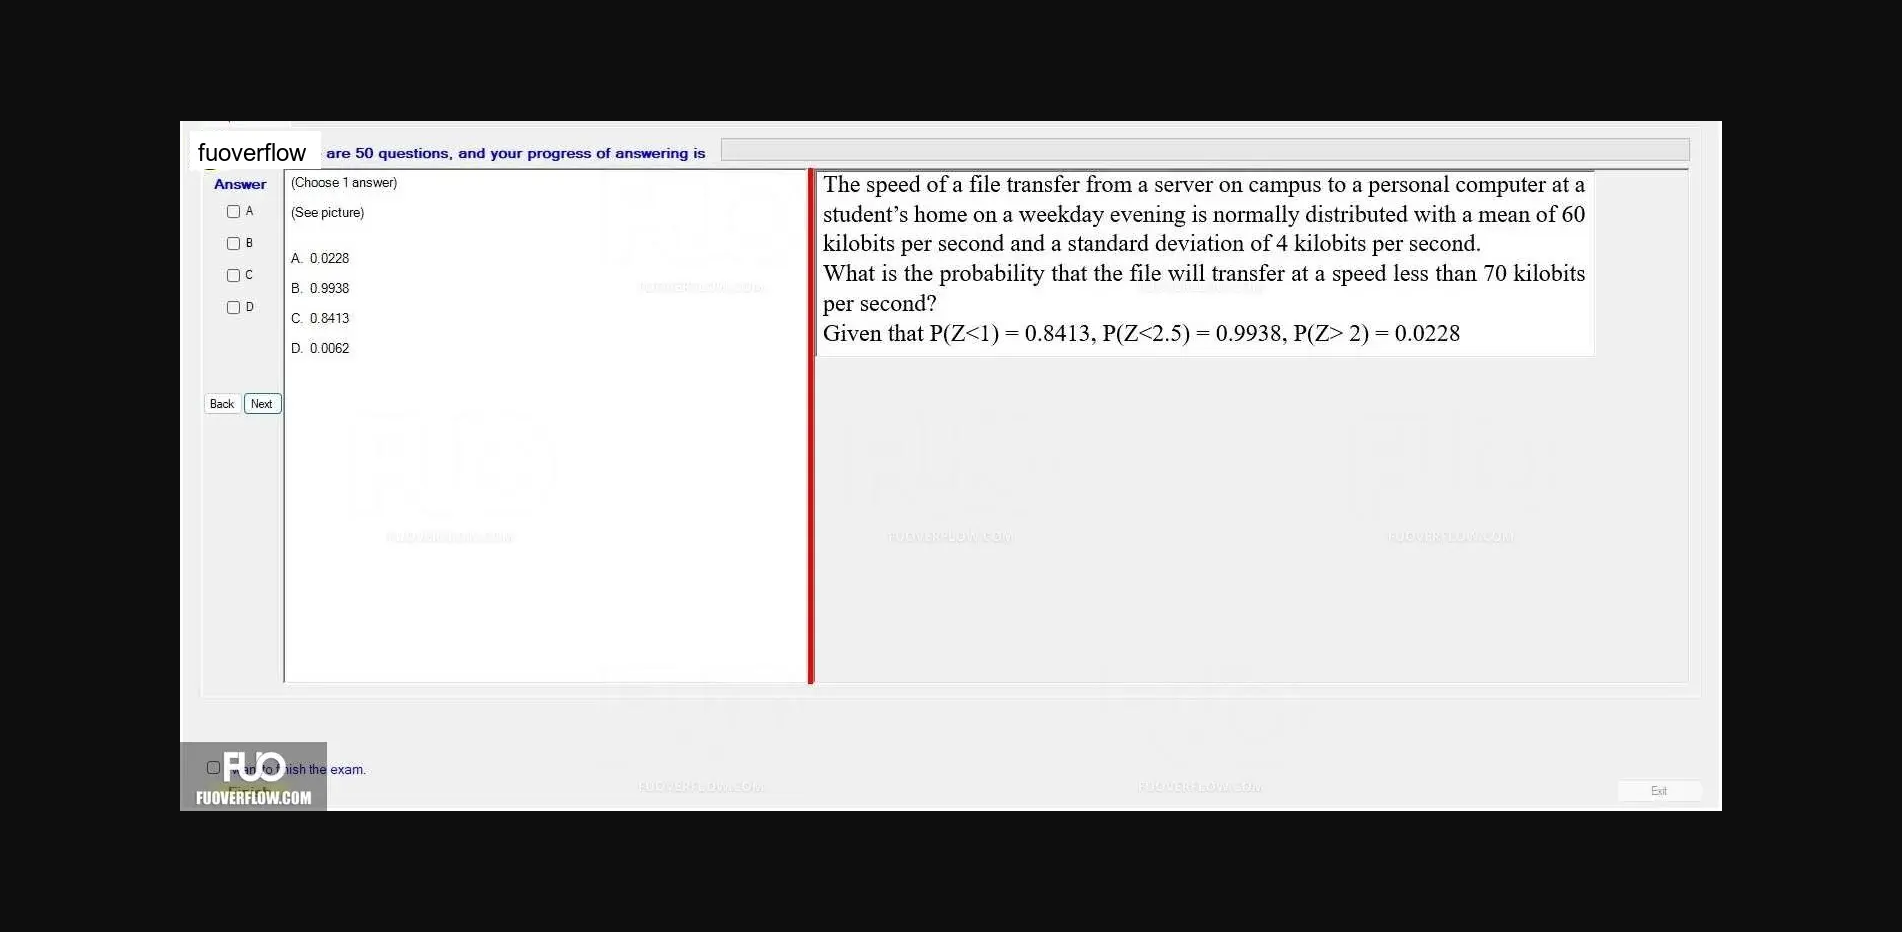 fuoverflow are 50 questions, and your progress of answering is
Answer
A
B
C
D
Back Next
(Choose 1 answer)
(See picture)
A. 0.0228
B. 0.9938
C. 0.8413
D. 0.0062
The speed of a file transfer from a server on campus to a personal computer at a
student’s home on a weekday evening is normally distributed with a mean of 60
kilobits per second and a standard deviation of 4 kilobits per second.
What is the probability that the file will transfer at a speed less than 70 kilobits
per second?
Given that P(Z<1) = 0.8413, P(Z<2.5) = 0.9938, P(Z> 2) = 0.0228
FUOVERFLOW.COM
FUOVERFLOW.COM
FUOVERFLOW.COM
FUOVERFLOW.COM
FUOVERFLOW.COM
want to finish the exam.
FUO
FUOVERFLOW.COM
FUOVERFLOW.COM
FUOVERFLOW.COM
Exit